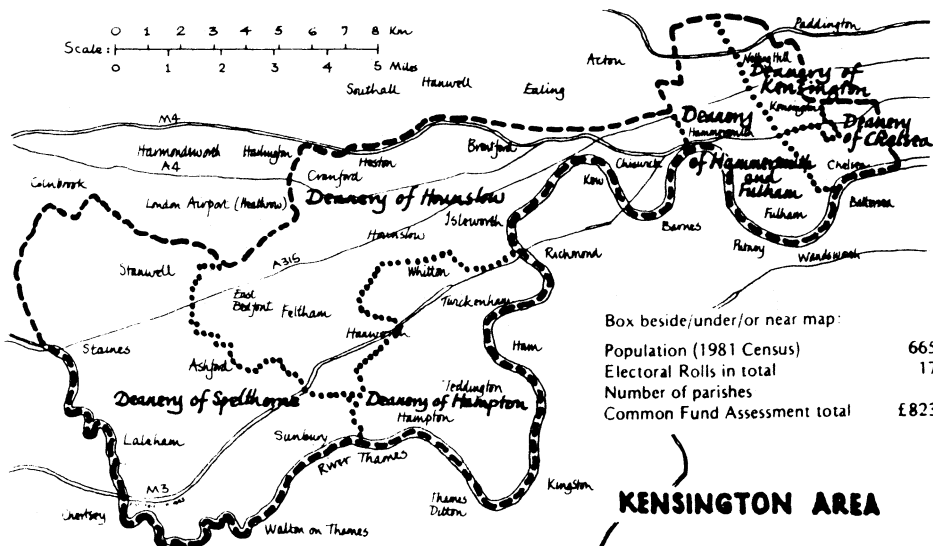 0 1 2 3 4 5 6 7 8 Km
Scale:
0 1 2 3 4 5 Miles
Paddington
Acton
Notting Hill
Deanery of
Kensington
Southall
Hanwell
Ealing
Kensington
Deanery
of Chelsea
Deanery
Hammersmith
of Hammersmith
and
Fulham
M4
Harmondsworth
Harlington
Heston
Brentford
Chiswick
Chelsea
A4
Cranford
Kew
Colnbrook
London Airport (Heathrow)
Deanery of Hounslow
Isleworth
Barnes
Fulham
Battersea
Putney
Hounslow
Richmond
Wandsworth
Stanwell
A315
Whitton
East
Bedfont
Feltham
Twickenham
Hanworth
Staines
Ashford
Ham
Teddington
Deanery of Spelthorne
Deanery of Hampton
Hampton
Laleham
Sunbury
River Thames
M3
Thames
Ditton
Kingston
Chertsey
Walton on Thames
Box beside/under/or near map:
Population (1981 Census) 665
Electoral Rolls in total 17
Number of parishes
Common Fund Assessment total £823
KENSINGTON AREA